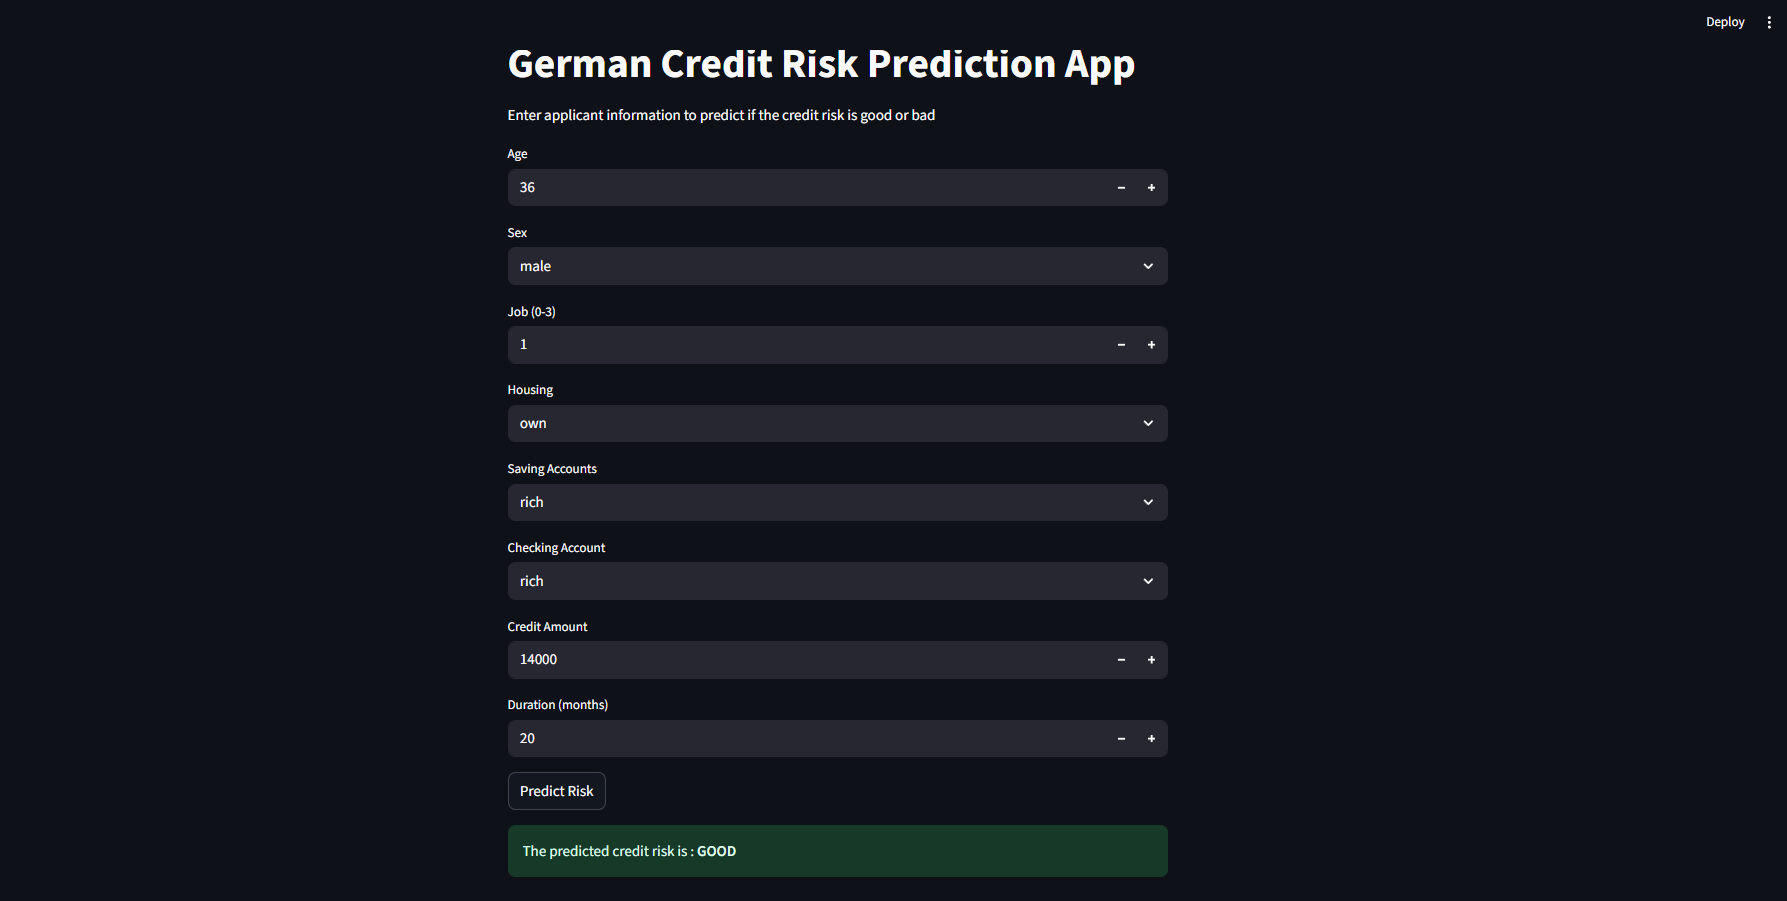 Deploy
German Credit Risk Prediction App
Enter applicant information to predict if the credit risk is good or bad
Age
36
Sex
male
Job (0-3)
1
Housing
own
Saving Accounts
rich
Checking Account
rich
Credit Amount
14000
Duration (months)
20
Predict Risk
The predicted credit risk is : GOOD